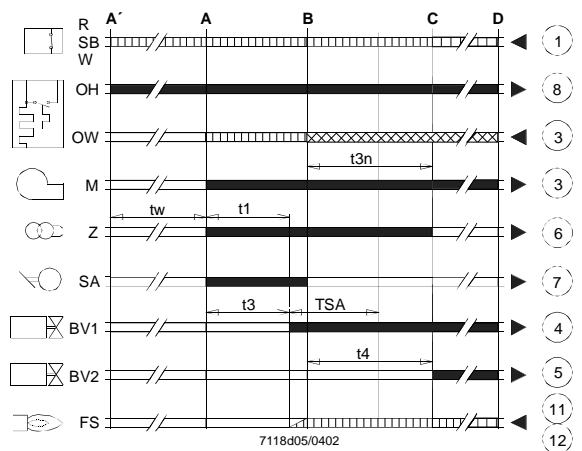 R A´ A B C D
SB 1
W
OH 8
OW 3
t3n
M 3
tw t1
Z 6
SA 7
t3 TSA
BV1 4
t4
BV2 5
11
FS
7118d05/0402 12